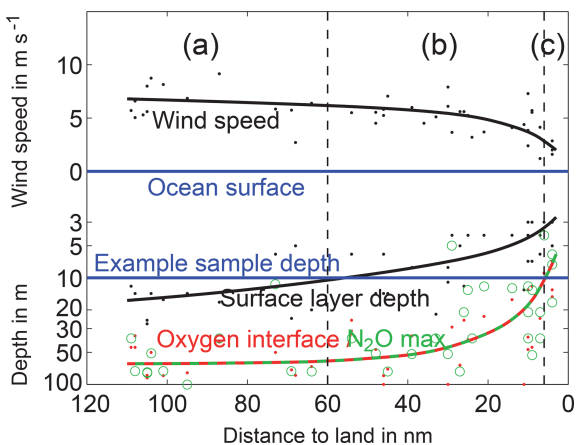 (a) (b) (c)
Wind speed in m s-1
10
5
0
Wind speed
Ocean surface
3
5
10
20
30
50
100
Depth in m
Example sample depth
Surface layer depth
Oxygen interface N2O max
120 100 80 60 40 20 0
Distance to land in nm